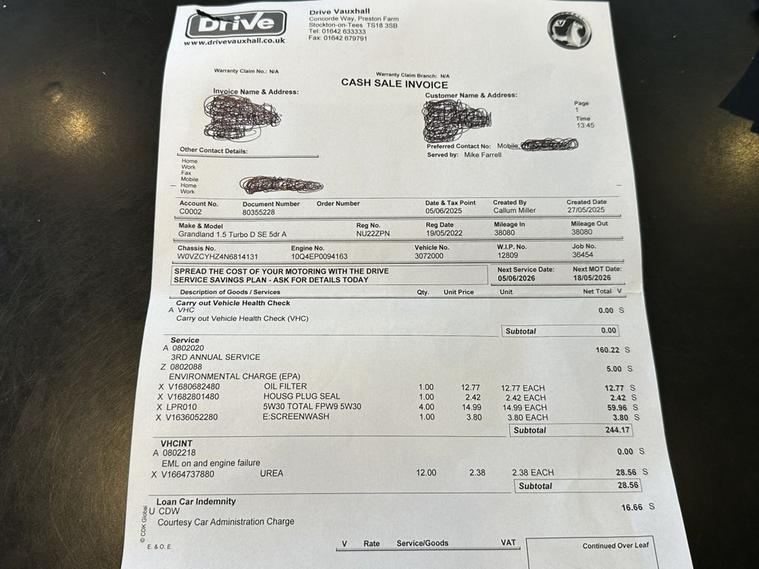 Drive
www.drivevauxhall.co.uk
Drive Vauxhall
Concorde Way, Preston Farm
Stockton-on-Tees TS18 3SB
Tel: 01642 633333
Fax: 01642 679791
Warranty Claim No.: N/A
Warranty Claim Branch: N/A
CASH SALE INVOICE
Invoice Name & Address:
Customer Name & Address:
Page
1
Time
13:45
Preferred Contact No: Mobile
Served by: Mike Farrell
Other Contact Details:
Home
Work
Fax
Mobile
Home
Work
Account No. Document Number Order Number Date & Tax Point Created By Created Date
C0002 80355228 05/06/2025 Callum Miller 27/05/2025
Make & Model Reg No. Reg Date Mileage In Mileage Out
Grandland 1.5 Turbo D SE 5dr A NU22ZPN 19/05/2022 38080 38080
Chassis No. Engine No. Vehicle No. W.I.P. No. Job No.
W0VZCYHZ4N6814131 10Q4EP0094163 3072000 12809 36454
SPREAD THE COST OF YOUR MOTORING WITH THE DRIVE
SERVICE SAVINGS PLAN - ASK FOR DETAILS TODAY
Next Service Date: Next MOT Date:
05/06/2026 18/05/2026
Description of Goods / Services Qty. Unit Price Unit Net Total V
Carry out Vehicle Health Check
A VHC 0.00 S
Carry out Vehicle Health Check (VHC)
Subtotal 0.00
Service
A 0802020 160.22 S
3RD ANNUAL SERVICE
Z 0802088 5.00 S
ENVIRONMENTAL CHARGE (EPA)
X V1680682480 OIL FILTER 1.00 12.77 12.77 EACH 12.77 S
X V1682801480 HOUSG PLUG SEAL 1.00 2.42 2.42 EACH 2.42 S
X LPR010 5W30 TOTAL FPW9 5W30 4.00 14.99 14.99 EACH 59.96 S
X V1636052280 E:SCREENWASH 1.00 3.80 3.80 EACH 3.80 S
Subtotal 244.17
VHCINT
A 0802218 0.00 S
EML on and engine failure
X V1664737880 UREA 12.00 2.38 2.38 EACH 28.56 S
Subtotal 28.56
Loan Car Indemnity
U CDW 16.66 S
Courtesy Car Administration Charge
© CDK Global
E. & O. E.
V Rate Service/Goods VAT
Continued Over Leaf